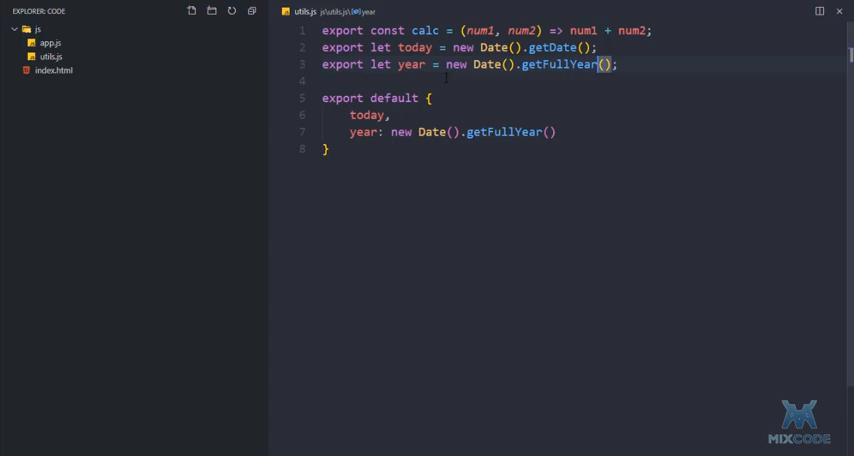 EXPLORER: CODE
js
app.js
utils.js
index.html
utils.js js\utils.js\year
1 export const calc = (num1, num2) => num1 + num2;
2 export let today = new Date().getDate();
3 export let year = new Date().getFullYear();
4
5 export default {
6 today,
7 year: new Date().getFullYear()
8 }
MIXCODE